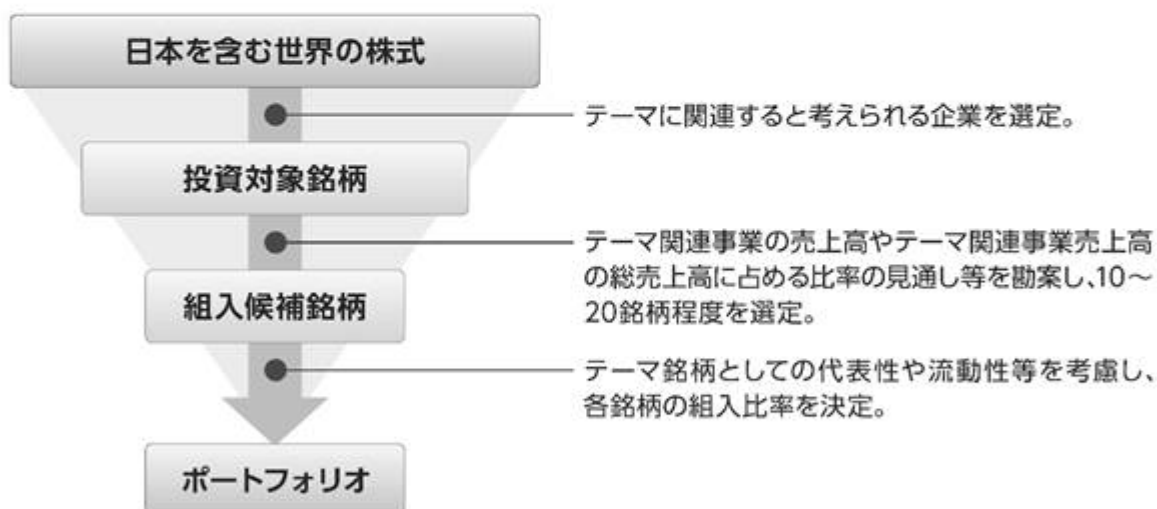 日本を含む世界の株式
テーマに関連すると考えられる企業を選定。
投資対象銘柄
テーマ関連事業の売上高やテーマ関連事業売上高
の総売上高に占める比率の見通し等を勘案し、10～
20銘柄程度を選定。
組入候補銘柄
テーマ銘柄としての代表性や流動性等を考慮し、
各銘柄の組入比率を決定。
ポートフォリオ